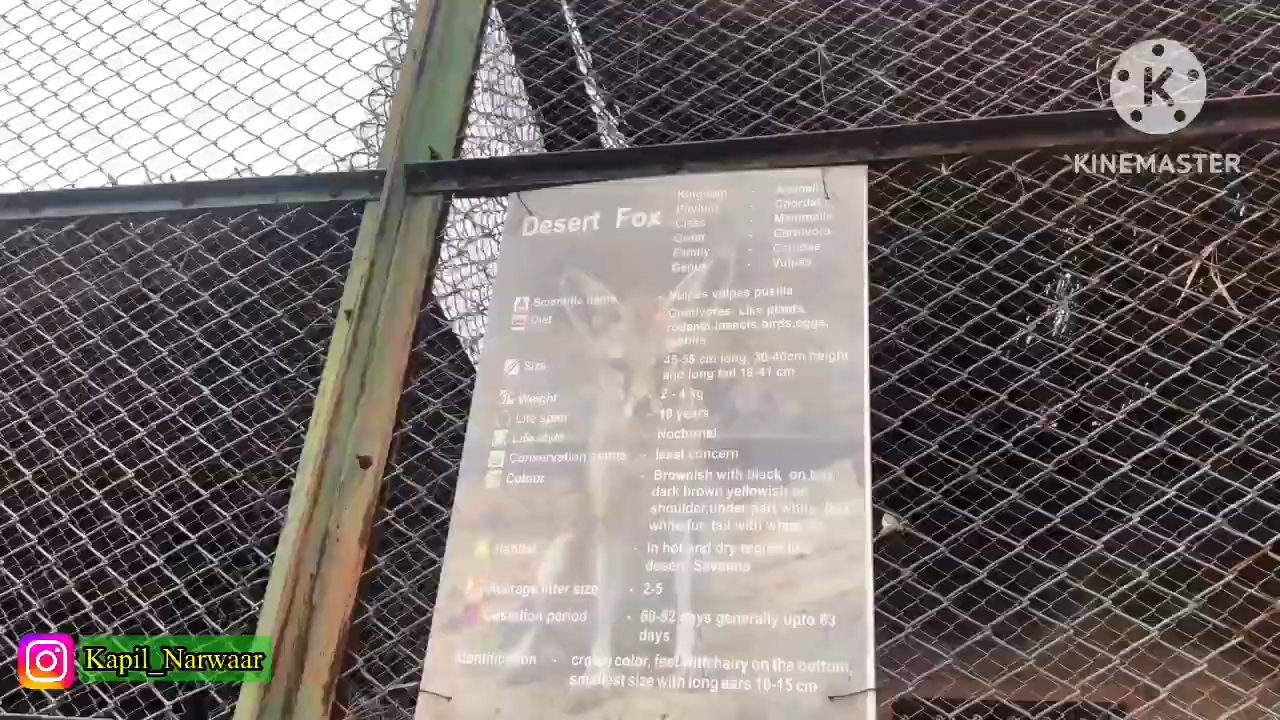 KINEMASTER
Desert Fox
Kingdom - Animali
Phylum - Chordata
Class - Mammalia
Order - Carnivora
Family - Canidae
Genus - Vulpes
Scientific name - Vulpes vulpes pusilla
Diet - Omnivores Like plants,
rodents,insects,birds,eggs,
Size - 45-55 cm long, 30-40cm height
and long tail 18-41 cm
Weight - 2 - 4 kg
Life span - 10 years
Life style - Nocturnal
Conservation - least concern
Colour - Brownish with black on
dark brown yellowish on
shoulder,under part white,
white fur, tail with
Habitat - In hot and dry
desert Savanna
Average litter size - 2-5
Gestation period - 60-62 days generally upto 63
days
Identification - cream color, feet with hairy on the bottom,
smallest size with long ears 10-15 cm
Kapil_Narwaar